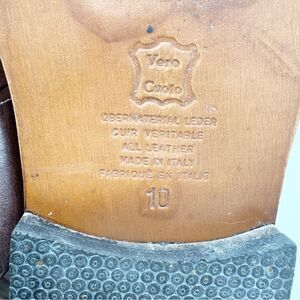 Vero
Cuoio
OBERMATERIAL LEDER
CUIR VERITABLE
ALL LEATHER
MADE IN ITALY
FABRIQUE EN ITALIE
10